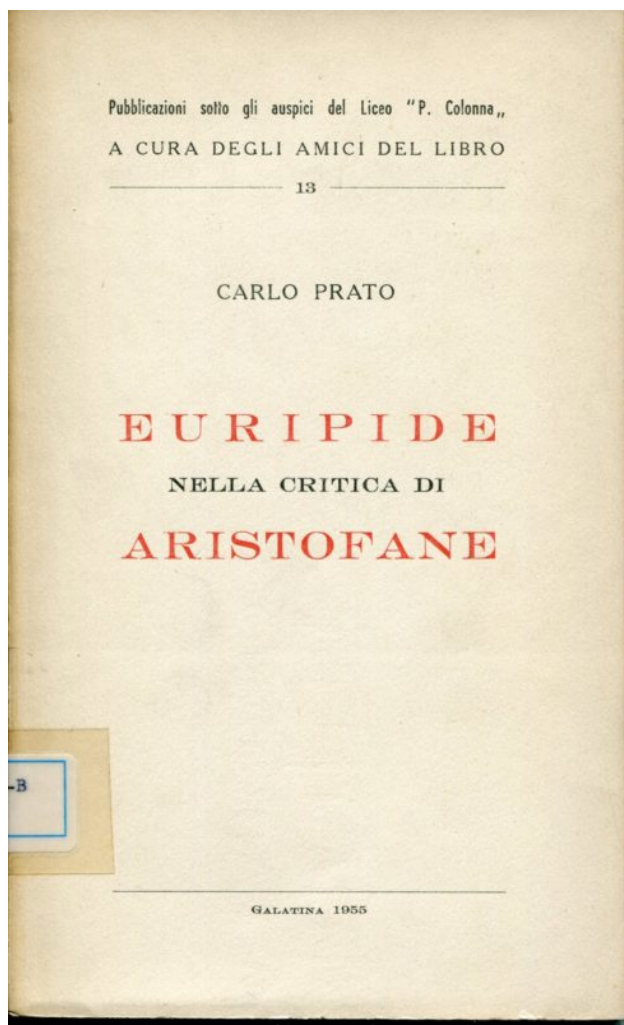 Pubblicazioni sotto gli auspici del Liceo "P. Colonna„
A CURA DEGLI AMICI DEL LIBRO
13
CARLO PRATO
EURIPIDE
NELLA CRITICA DI
ARISTOFANE
-B
GALATINA 1955